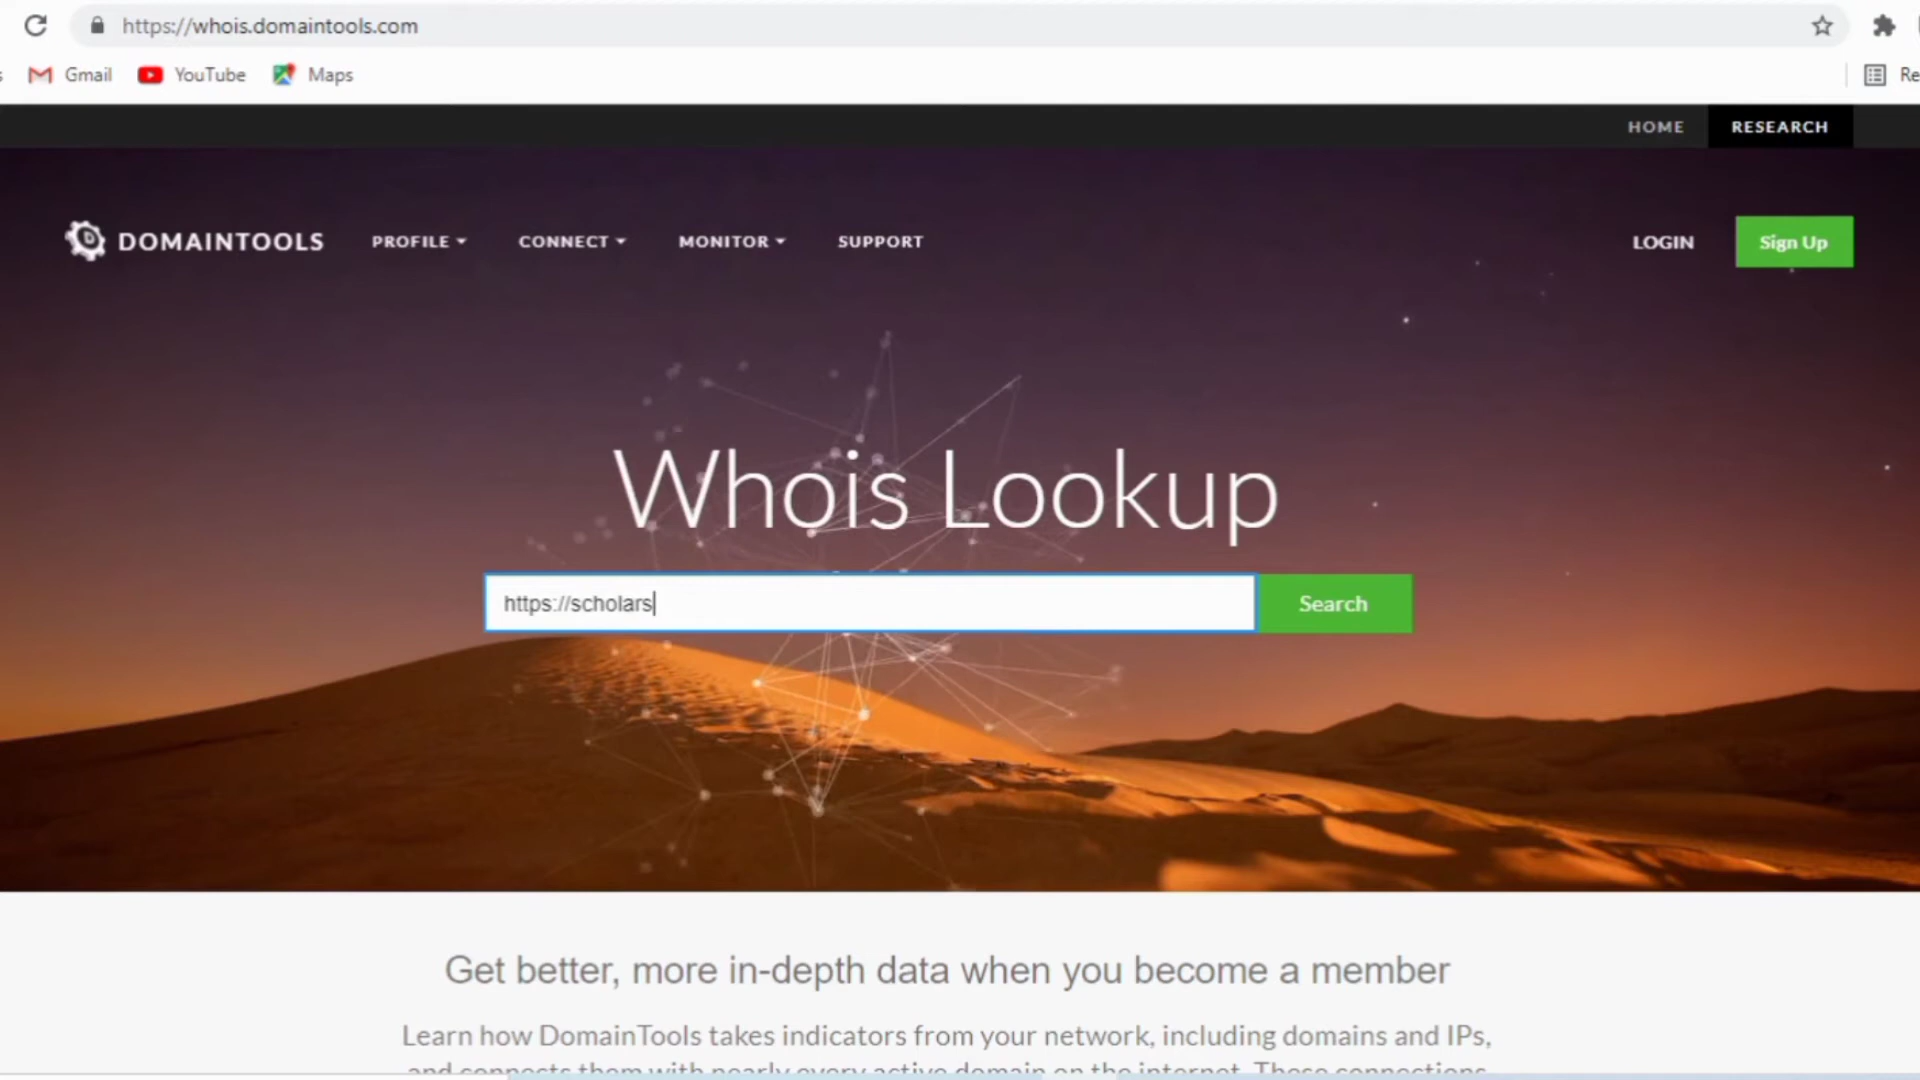 https://whois.domaintools.com
Gmail YouTube Maps
HOME RESEARCH
DOMAINTOOLS PROFILE CONNECT MONITOR SUPPORT LOGIN Sign Up
Whois Lookup
https://scholars Search
Get better, more in-depth data when you become a member
Learn how DomainTools takes indicators from your network, including domains and IPs,
and connects them with nearly every active domain on the internet. These connections